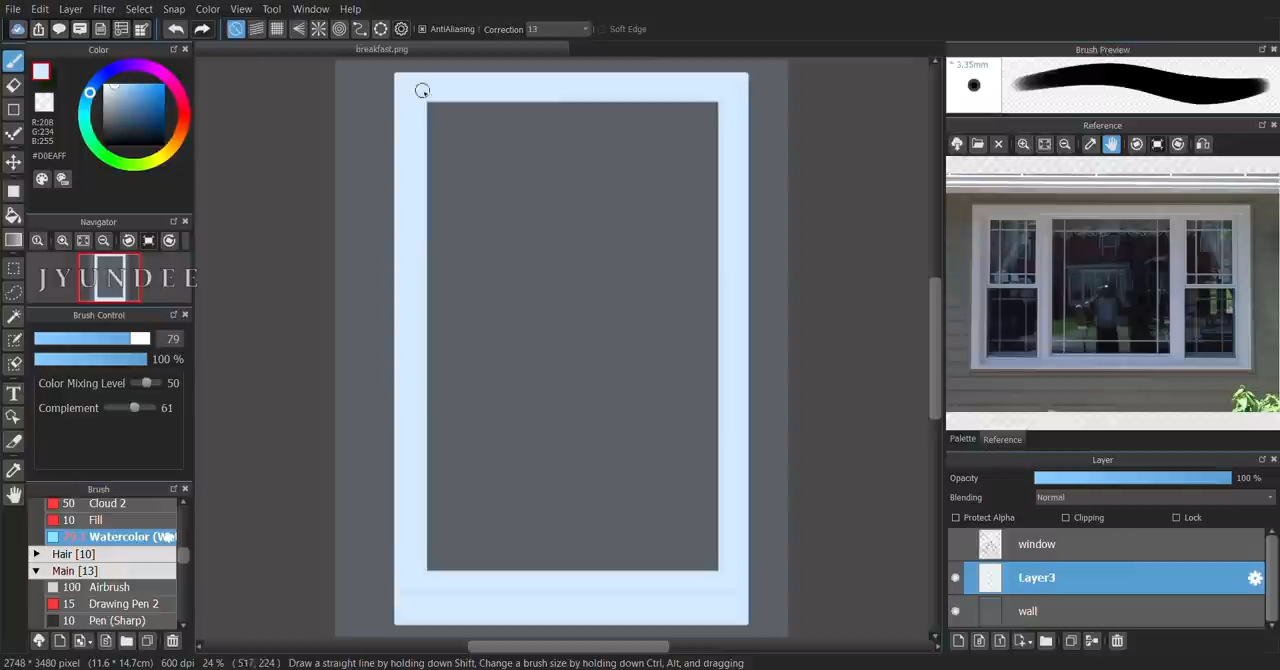 File Edit Layer Filter Select Snap Color View Tool Window Help
AntiAliasing Correction 13 Soft Edge
Color
breakfast.png
Brush Preview
3.35mm
R:208
G:234
B:255
#D0EAFF
Reference
Navigator
JYUNDEE
Brush Control
79
100 %
Color Mixing Level 50
Complement 61
Palette Reference
Layer
Opacity 100 %
Blending Normal
Protect Alpha Clipping Lock
window
Layer3
wall
Brush
50 Cloud 2
10 Fill
Watercolor
Hair [10]
Main [13]
100 Airbrush
15 Drawing Pen 2
10 Pen (Sharp)
2748 * 3480 pixel (11.6 * 14.7cm) 600 dpi 24 % ( 517, 224 ) Draw a straight line by holding down Shift, Change a brush size by holding down Ctrl, Alt, and dragging